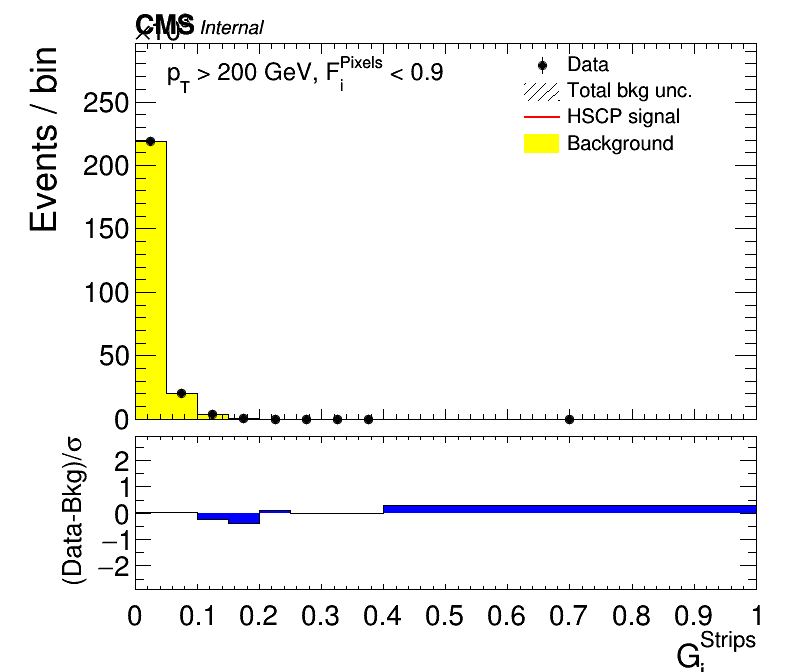 CMS Internal
×10³
p_T > 200 GeV, F_i^Pixels < 0.9
Data
Total bkg unc.
HSCP signal
Background
Events / bin
250
200
150
100
50
0
(Data-Bkg)/σ
2
1
0
−1
−2
0 0.1 0.2 0.3 0.4 0.5 0.6 0.7 0.8 0.9 1
G_i^Strips